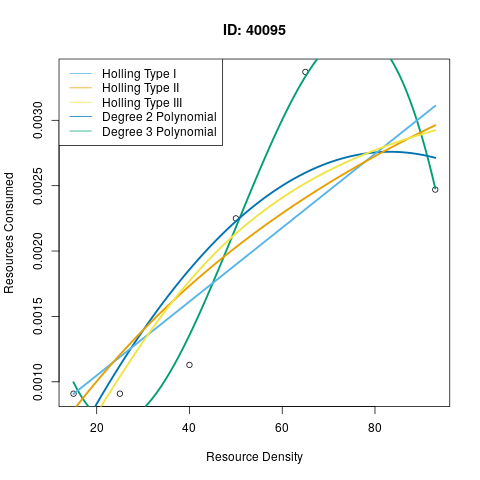 ID: 40095
Holling Type I
Holling Type II
Holling Type III
Degree 2 Polynomial
Degree 3 Polynomial
Resources Consumed
0.0010
0.0015
0.0020
0.0025
0.0030
20
40
60
80
Resource Density